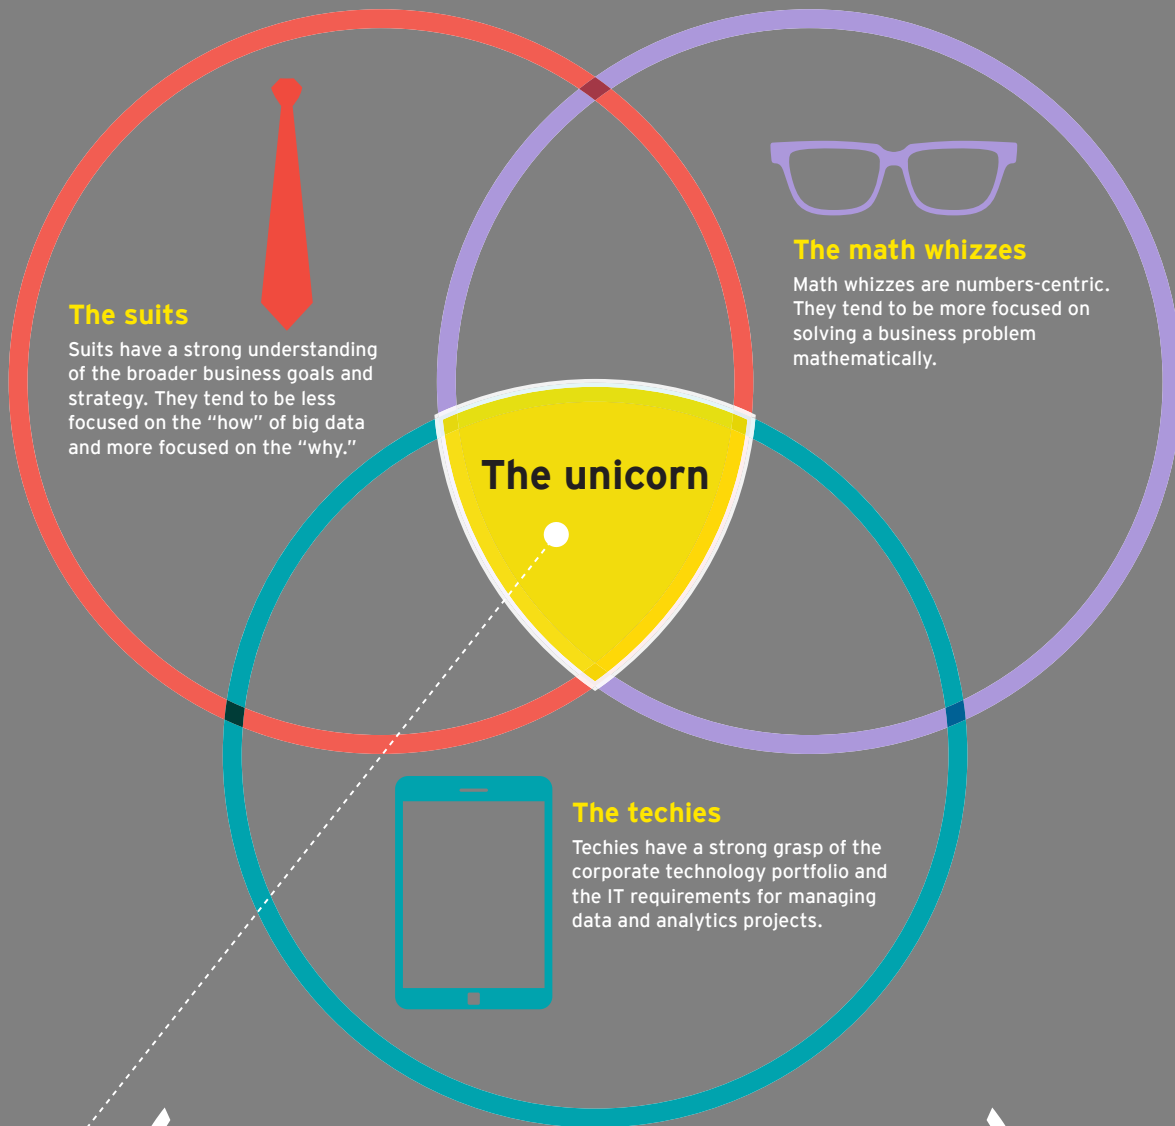 The suits
Suits have a strong understanding
of the broader business goals and
strategy. They tend to be less
focused on the “how” of big data
and more focused on the “why.”
The math whizzes
Math whizzes are numbers-centric.
They tend to be more focused on
solving a business problem
mathematically.
The unicorn
The techies
Techies have a strong grasp of the
corporate technology portfolio and
the IT requirements for managing
data and analytics projects.